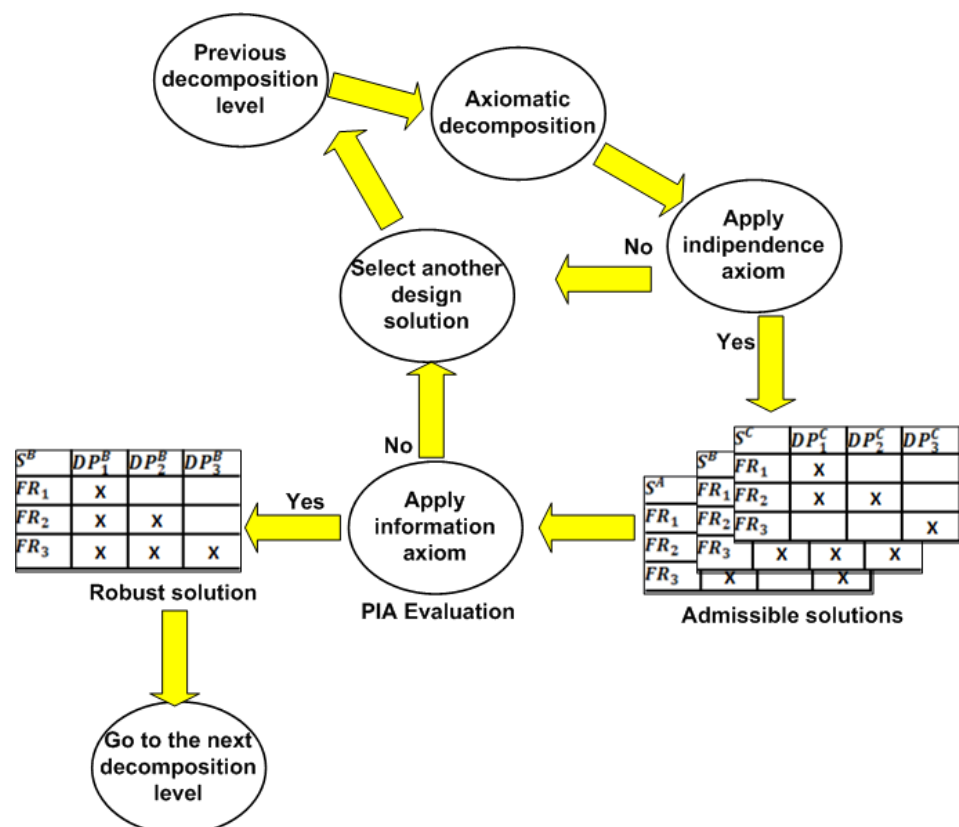 Previous
decomposition
level
Axiomatic
decomposition
Apply
indipendence
axiom
No
Select another
design
solution
Yes
No
S^C DP_1^C DP_2^C DP_3^C
FR_1 X
FR_2 X X
FR_3 X
S^B
FR_1
FR_2
FR_3 X X X
S^A
FR_1
FR_2
FR_3 X X
Admissible solutions
Apply
information
axiom
PIA Evaluation
Yes
S^B DP_1^B DP_2^B DP_3^B
FR_1 X
FR_2 X X
FR_3 X X X
Robust solution
Go to the next
decomposition
level